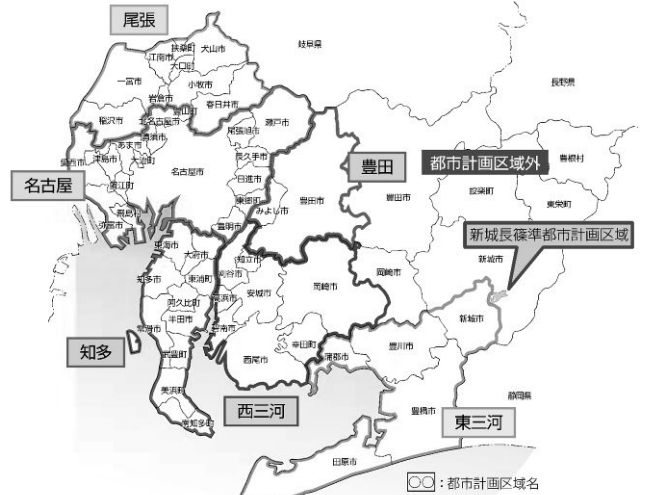 尾張
岐阜県
扶桑町
犬山市
江南市
大口町
一宮市
小牧市
岩倉市
春日井市
長野県
稲沢市
豊山町
北名古屋市
清須市
尾張旭市
瀬戸市
あま市
津島市
大治町
愛西市
名古屋市
長久手市
豊田
都市計画区域外
豊根村
名古屋
蟹江町
日進市
設楽町
東栄町
飛島村
東郷町
みよし市
豊田市
豊田市
弥富市
豊明市
新城長篠準都市計画区域
東海市
大府市
知立市
新城市
知多市
東浦町
刈谷市
岡崎市
安城市
岡崎市
阿久比町
高浜市
半田市
碧南市
新城市
常滑市
知多
武豊町
西尾市
幸田町
蒲郡市
豊川市
美浜町
西三河
豊橋市
東三河
静岡県
南知多町
田原市
○○：都市計画区域名